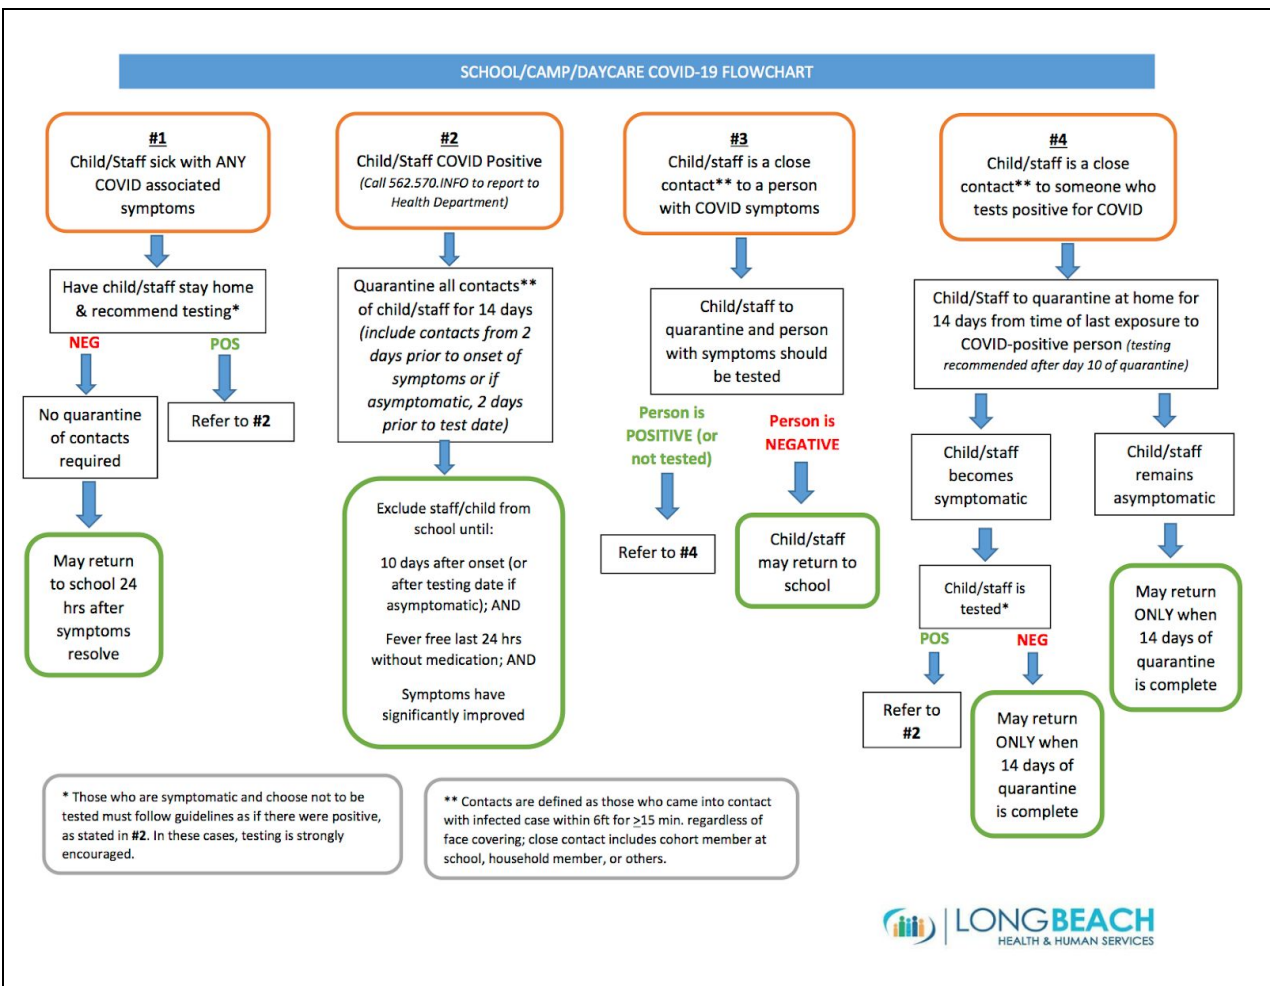 SCHOOL/CAMP/DAYCARE COVID-19 FLOWCHART
#1
Child/Staff sick with ANY
COVID associated
symptoms
Have child/staff stay home
& recommend testing*
NEG
POS
No quarantine
of contacts
required
Refer to #2
May return
to school 24
hrs after
symptoms
resolve
#2
Child/Staff COVID Positive
(Call 562.570.INFO to report to
Health Department)
Quarantine all contacts**
of child/staff for 14 days
(include contacts from 2
days prior to onset of
symptoms or if
asymptomatic, 2 days
prior to test date)
Exclude staff/child from
school until:
10 days after onset (or
after testing date if
asymptomatic); AND
Fever free last 24 hrs
without medication; AND
Symptoms have
significantly improved
#3
Child/staff is a close
contact** to a person
with COVID symptoms
Child/staff to
quarantine and person
with symptoms should
be tested
Person is
POSITIVE (or
not tested)
Person is
NEGATIVE
Refer to #4
Child/staff
may return to
school
#4
Child/staff is a close
contact** to someone who
tests positive for COVID
Child/Staff to quarantine at home for
14 days from time of last exposure to
COVID-positive person (testing
recommended after day 10 of quarantine)
Child/staff
becomes
symptomatic
Child/staff
remains
asymptomatic
Child/staff is
tested*
POS
NEG
Refer to
#2
May return
ONLY when
14 days of
quarantine
is complete
May return
ONLY when
14 days of
quarantine
is complete
* Those who are symptomatic and choose not to be
tested must follow guidelines as if there were positive,
as stated in #2. In these cases, testing is strongly
encouraged.
** Contacts are defined as those who came into contact
with infected case within 6ft for ≥15 min. regardless of
face covering; close contact includes cohort member at
school, household member, or others.
LONGBEACH
HEALTH & HUMAN SERVICES